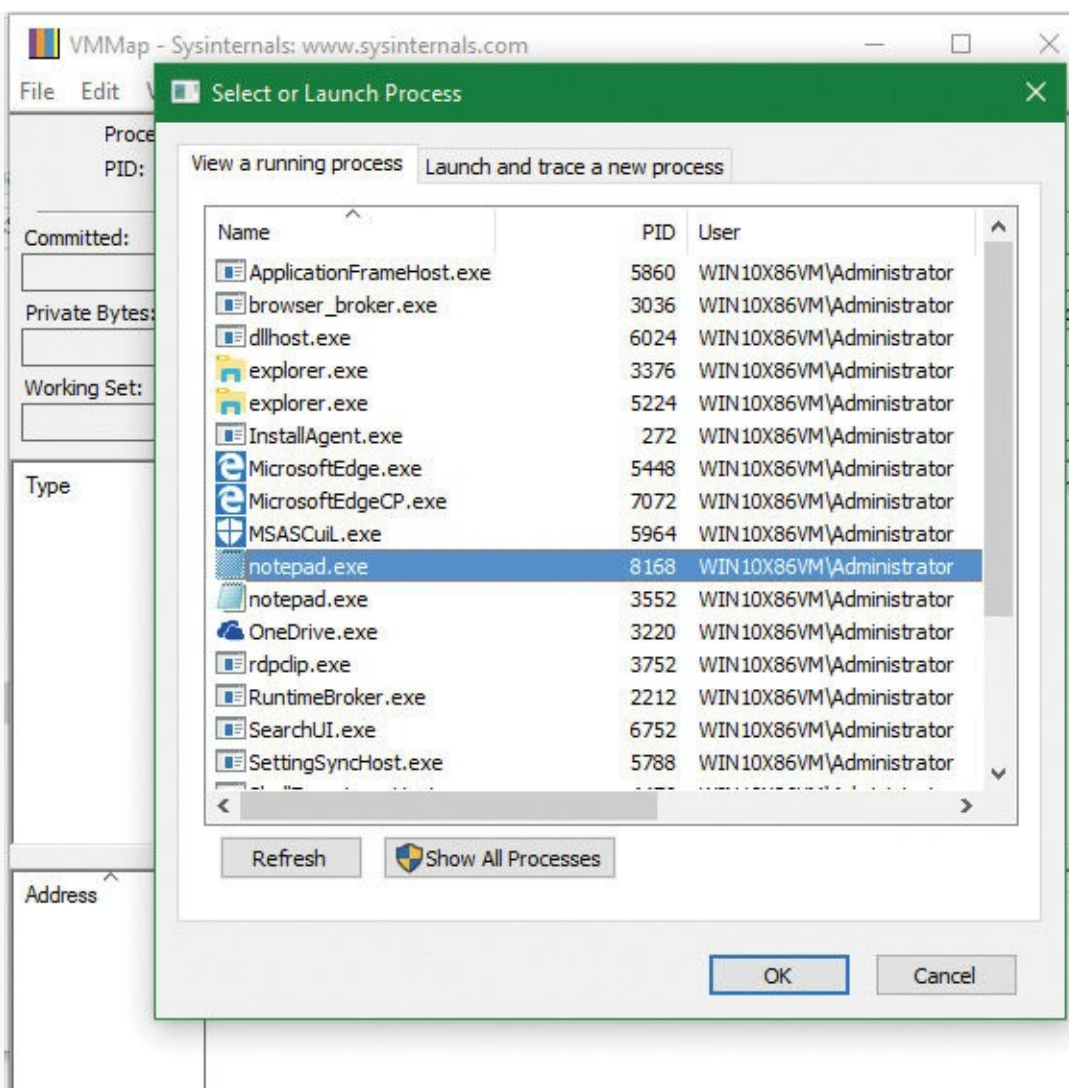 VMMap - Sysinternals: www.sysinternals.com
File Edit
Select or Launch Process
PID:
View a running process Launch and trace a new process
Committed:
Private Bytes:
Working Set:
Type
Address
Name PID User
ApplicationFrameHost.exe 5860 WIN10X86VM\Administrator
browser_broker.exe 3036 WIN10X86VM\Administrator
dllhost.exe 6024 WIN10X86VM\Administrator
explorer.exe 3376 WIN10X86VM\Administrator
explorer.exe 5224 WIN10X86VM\Administrator
InstallAgent.exe 272 WIN10X86VM\Administrator
MicrosoftEdge.exe 5448 WIN10X86VM\Administrator
MicrosoftEdgeCP.exe 7072 WIN10X86VM\Administrator
MSASCuiL.exe 5964 WIN10X86VM\Administrator
notepad.exe 8168 WIN10X86VM\Administrator
notepad.exe 3552 WIN10X86VM\Administrator
OneDrive.exe 3220 WIN10X86VM\Administrator
rdpclip.exe 3752 WIN10X86VM\Administrator
RuntimeBroker.exe 2212 WIN10X86VM\Administrator
SearchUI.exe 6752 WIN10X86VM\Administrator
SettingSyncHost.exe 5788 WIN10X86VM\Administrator
Refresh Show All Processes
OK Cancel